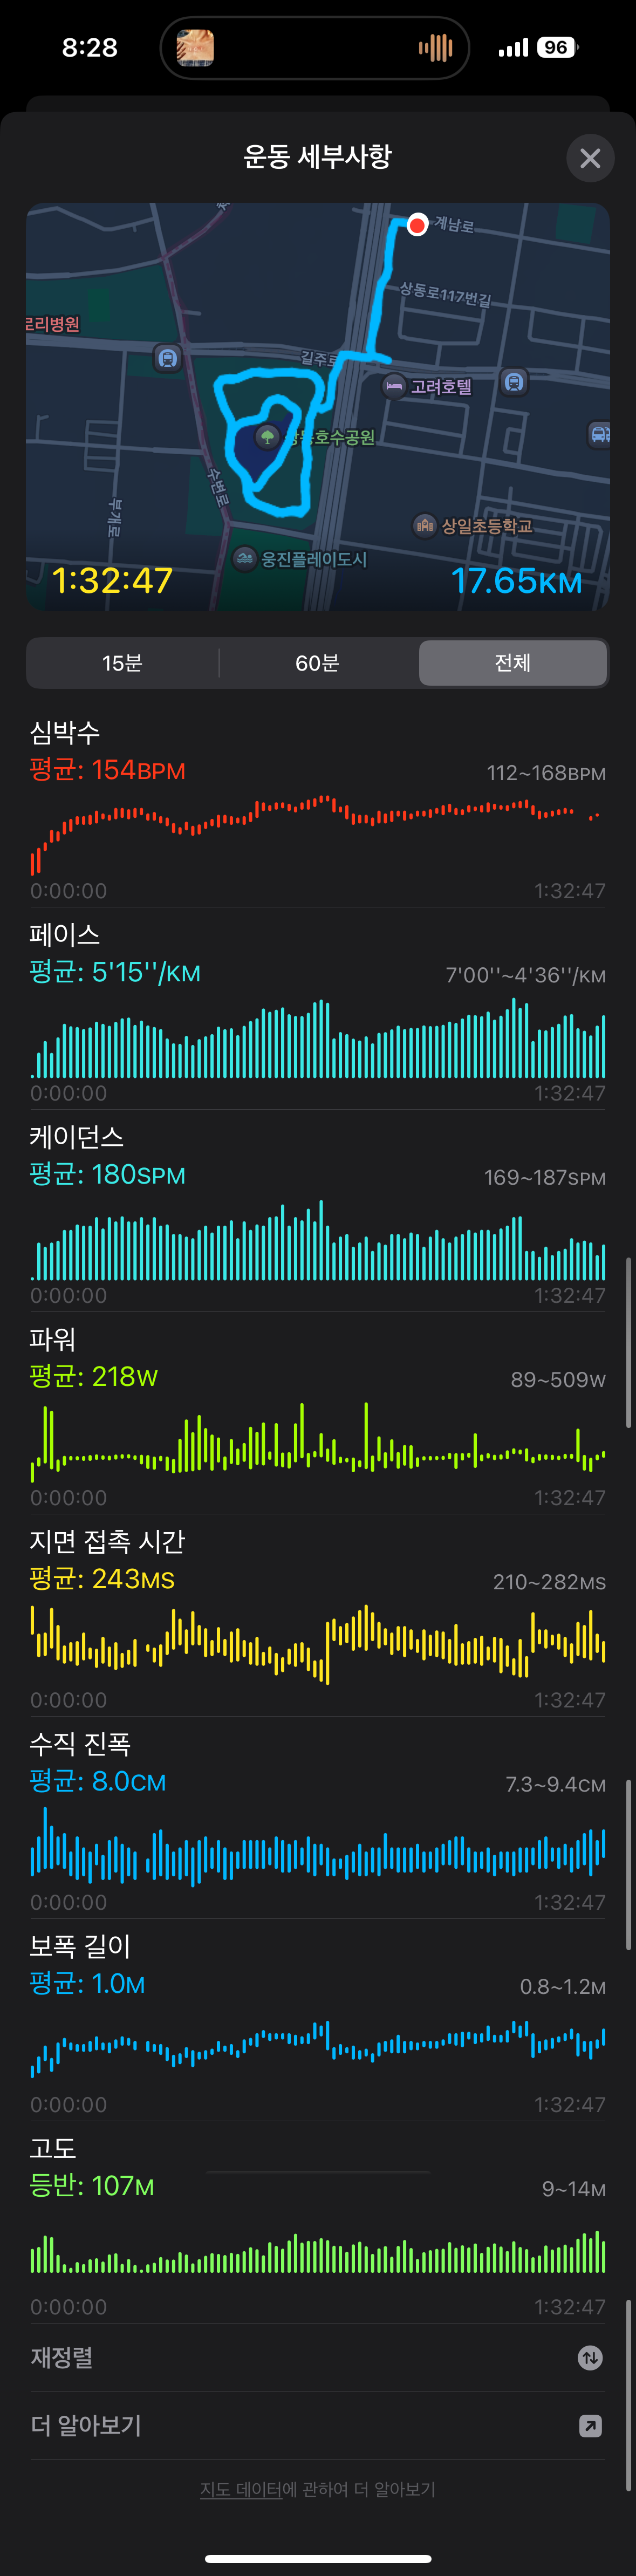 8:28
96
운동 세부사항
계남로
상동로117번길
로리병원
길주로
고려호텔
상동호수공원
수변로
부개로
상일초등학교
웅진플레이도시
1:32:47
17.65KM
15분
60분
전체
심박수
평균: 154BPM
112~168BPM
0:00:00
1:32:47
페이스
평균: 5'15''/KM
7'00''~4'36''/KM
0:00:00
1:32:47
케이던스
평균: 180SPM
169~187SPM
0:00:00
1:32:47
파워
평균: 218W
89~509W
0:00:00
1:32:47
지면 접촉 시간
평균: 243MS
210~282MS
0:00:00
1:32:47
수직 진폭
평균: 8.0CM
7.3~9.4CM
0:00:00
1:32:47
보폭 길이
평균: 1.0M
0.8~1.2M
0:00:00
1:32:47
고도
등반: 107M
9~14M
0:00:00
1:32:47
재정렬
더 알아보기
지도 데이터에 관하여 더 알아보기